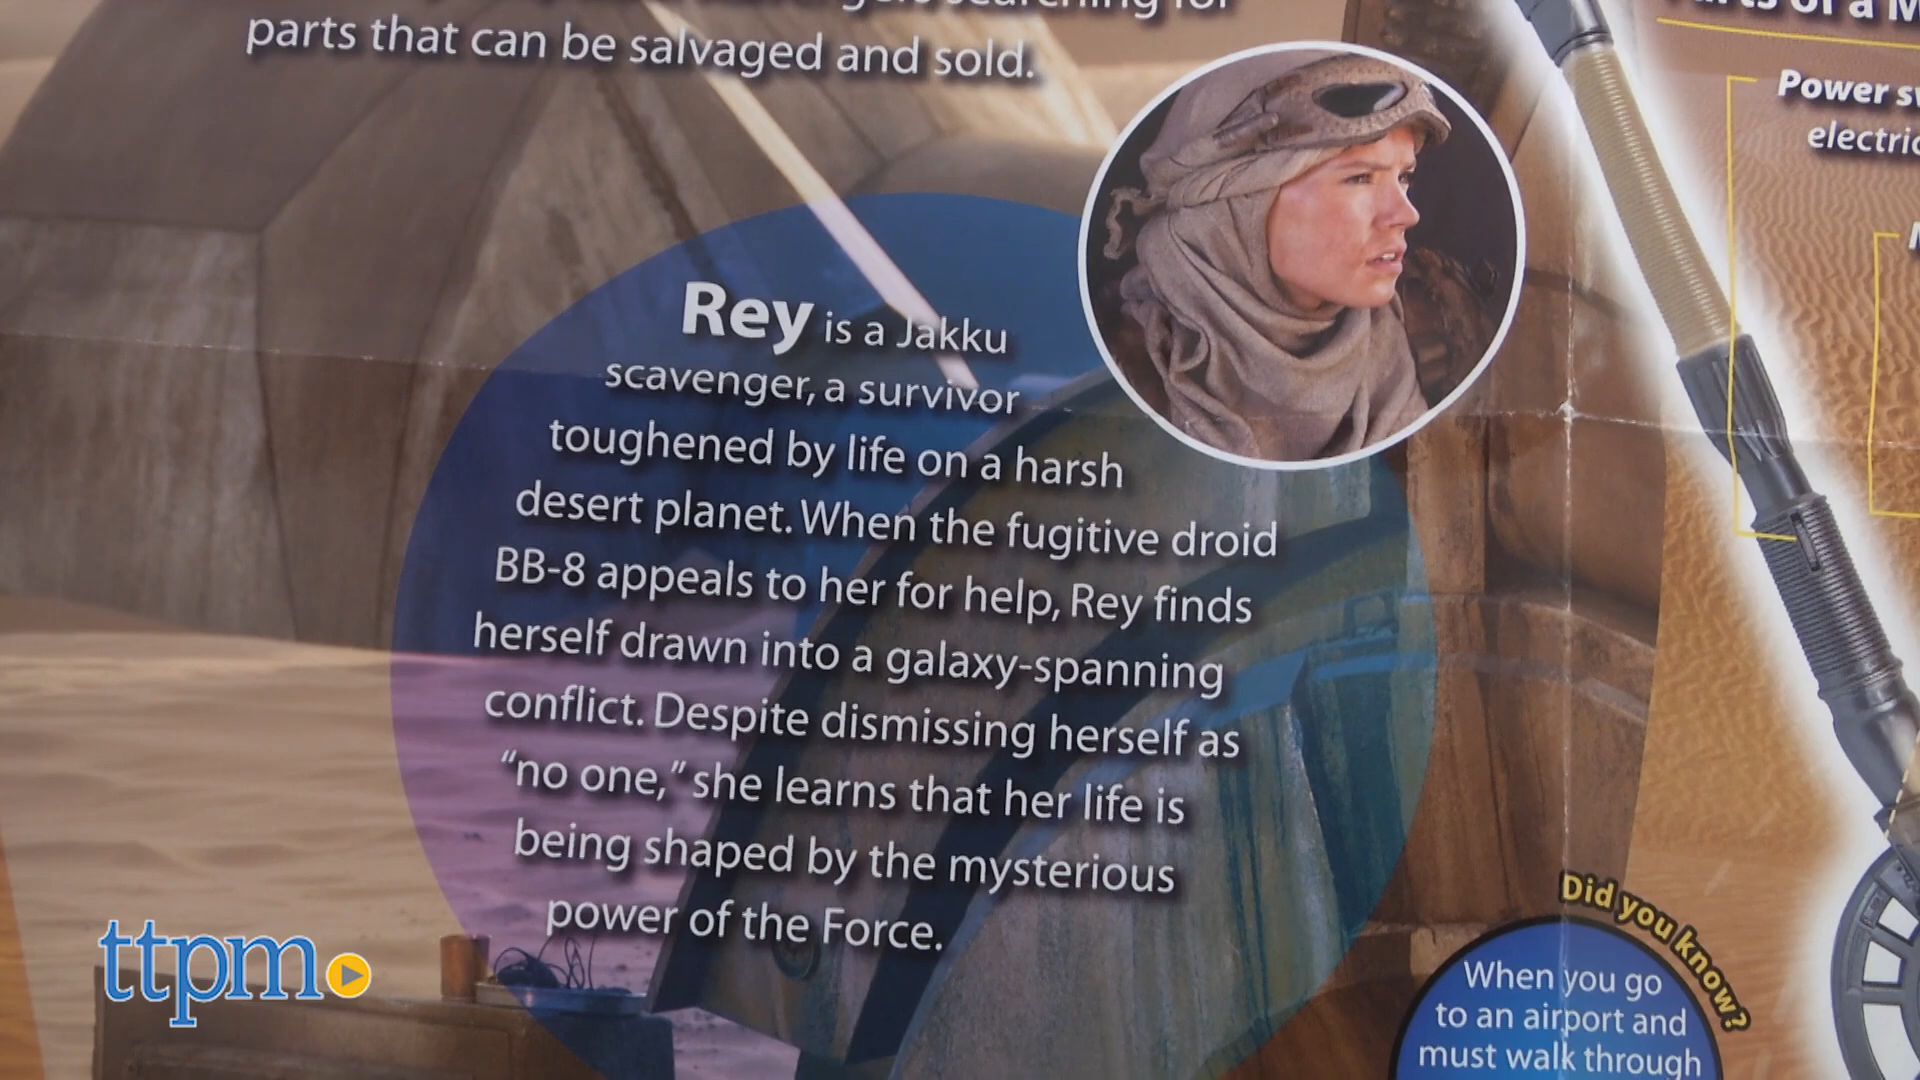 searching for
parts that can be salvaged and sold.
Rey is a Jakku
scavenger, a survivor
toughened by life on a harsh
desert planet. When the fugitive droid
BB-8 appeals to her for help, Rey finds
herself drawn into a galaxy-spanning
conflict. Despite dismissing herself as
“no one,” she learns that her life is
being shaped by the mysterious
power of the Force.
of a M
Power
Did you know?
When you go
to an airport and
must walk through
ttpm